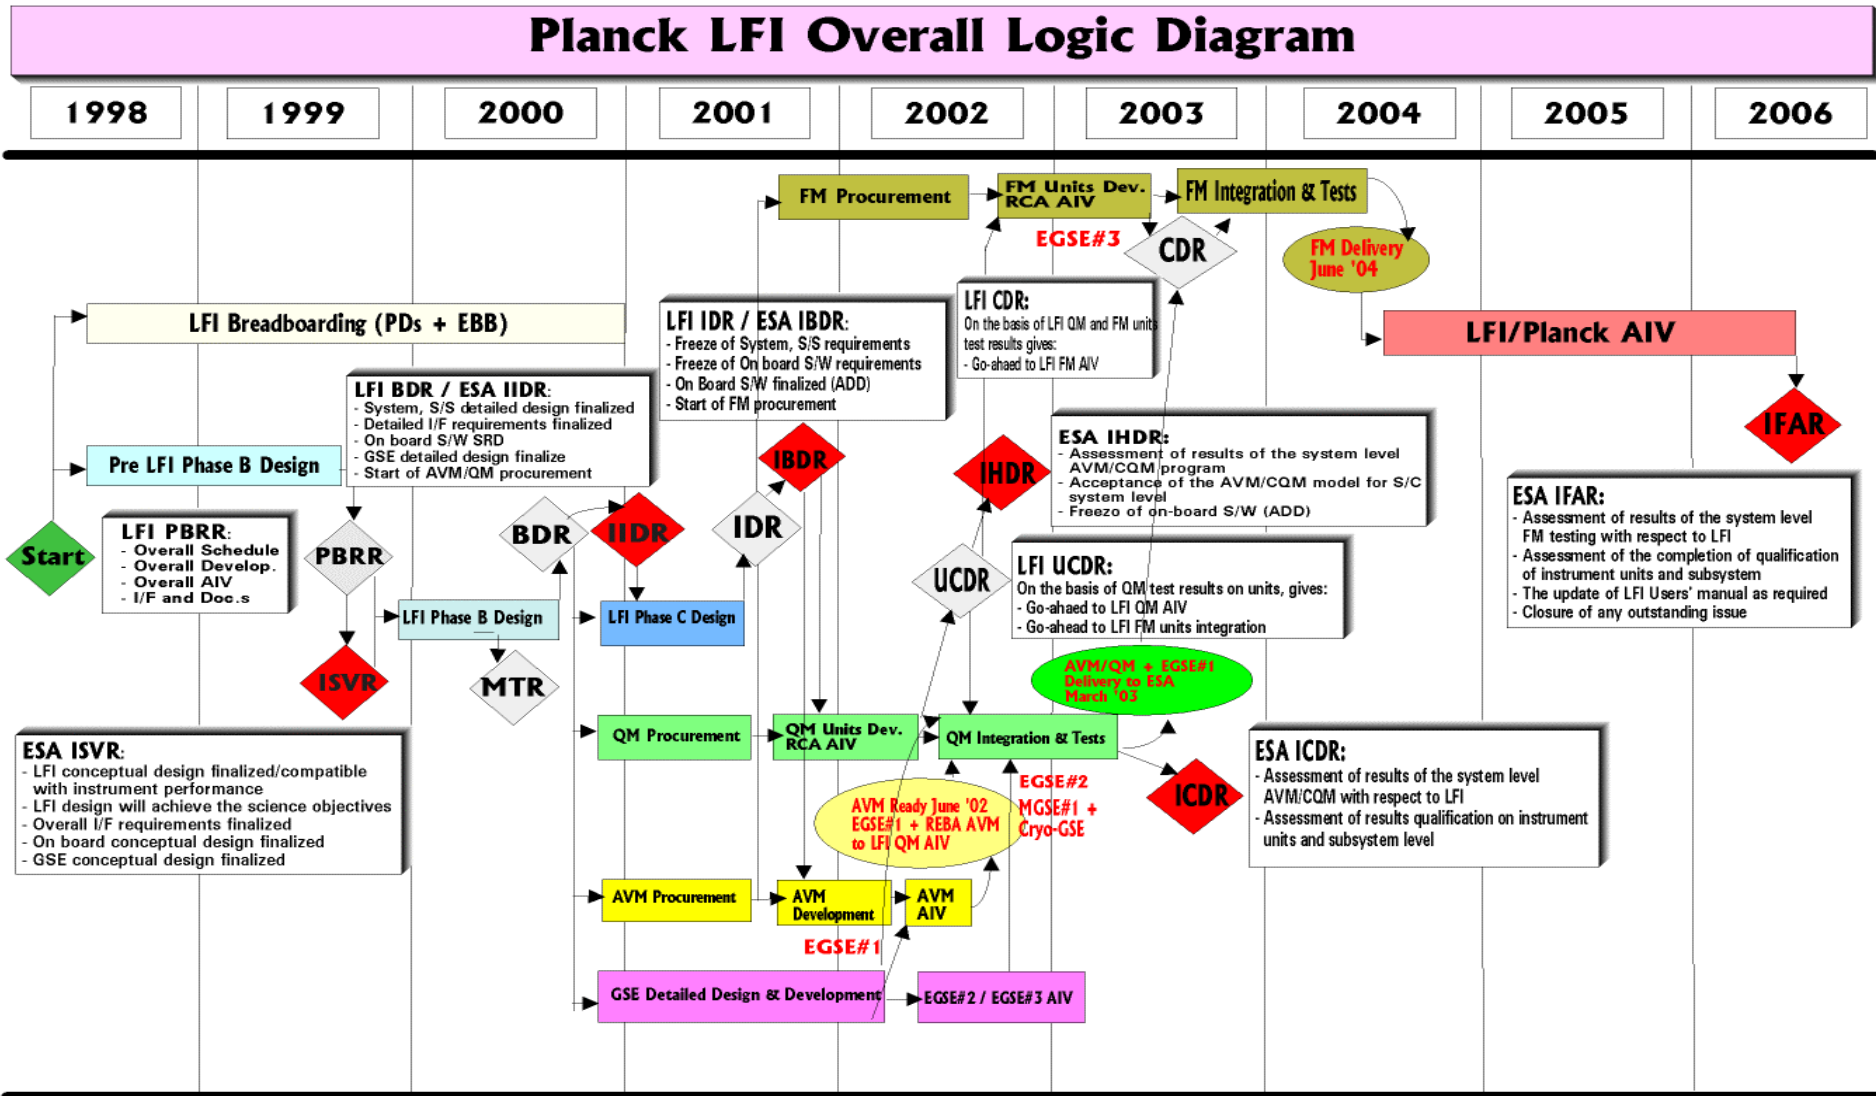 Planck LFI Overall Logic Diagram
1998
1999
2000
2001
2002
2003
2004
2005
2006
FM Procurement
FM Units Dev.
RCA AIV
FM Integration & Tests
EGSE#3
CDR
FM Delivery
June '04
LFI Breadboarding (PDs + EBB)
LFI IDR / ESA IBDR:
- Freeze of System, S/S requirements
- Freeze of On board S/W requirements
- On Board S/W finalized (ADD)
- Start of FM procurement
LFI CDR:
On the basis of LFI QM and FM units
test results gives:
- Go-ahaed to LFI FM AIV
LFI/Planck AIV
LFI BDR / ESA IIDR:
- System, S/S detailed design finalized
- Detailed I/F requirements finalized
- On board S/W SRD
- GSE detailed design finalize
- Start of AVM/QM procurement
Pre LFI Phase B Design
IBDR
IHDR
ESA IHDR:
- Assessment of results of the system level
AVM/CQM program
- Acceptance of the AVM/CQM model for S/C
system level
- Freezo of on-board S/W (ADD)
IFAR
ESA IFAR:
- Assessment of results of the system level
FM testing with respect to LFI
- Assessment of the completion of qualification
of instrument units and subsystem
- The update of LFI Users' manual as required
- Closure of any outstanding issue
Start
LFI PBRR:
- Overall Schedule
- Overall Develop.
- Overall AIV
- I/F and Doc.s
PBRR
BDR
IIDR
IDR
UCDR
LFI UCDR:
On the basis of QM test results on units, gives:
- Go-ahaed to LFI QM AIV
- Go-ahead to LFI FM units integration
LFI Phase B Design
LFI Phase C Design
ISVR
MTR
AVM/QM + EGSE#1
Delivery to ESA
March '03
ESA ISVR:
- LFI conceptual design finalized/compatible
with instrument performance
- LFI design will achieve the science objectives
- Overall I/F requirements finalized
- On board conceptual design finalized
- GSE conceptual design finalized
QM Procurement
QM Units Dev.
RCA AIV
QM Integration & Tests
ESA ICDR:
- Assessment of results of the system level
AVM/CQM with respect to LFI
- Assessment of results qualification on instrument
units and subsystem level
ICDR
AVM Ready June '02
EGSE#1 + REBA AVM
to LFI QM AIV
EGSE#2
MGSE#1 +
Cryo-GSE
AVM Procurement
AVM
Development
AVM
AIV
EGSE#1
GSE Detailed Design & Development
EGSE#2 / EGSE#3 AIV